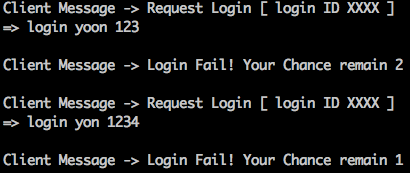 Client Message -> Request Login [ login ID XXXX ]
=> login yoon 123
Client Message -> Login Fail! Your Chance remain 2
Client Message -> Request Login [ login ID XXXX ]
=> login yon 1234
Client Message -> Login Fail! Your Chance remain 1